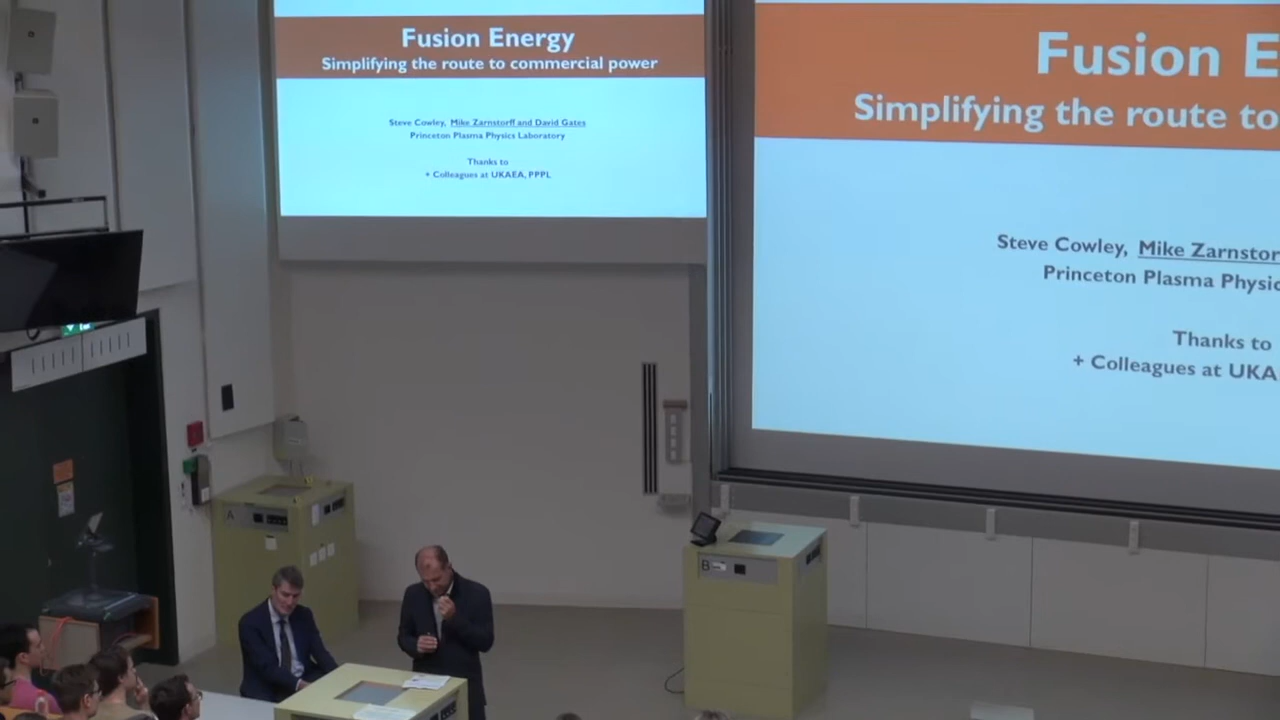 Fusion Energy
Simplifying the route to commercial power
Steve Cowley, Mike Zarnstorff and David Gates
Princeton Plasma Physics Laboratory
Thanks to
+ Colleagues at UKAEA, PPPL
Fusion E
Simplifying the route to
Steve Cowley, Mike Zarnstor
Princeton Plasma Physic
Thanks to
+ Colleagues at UKA
A
B